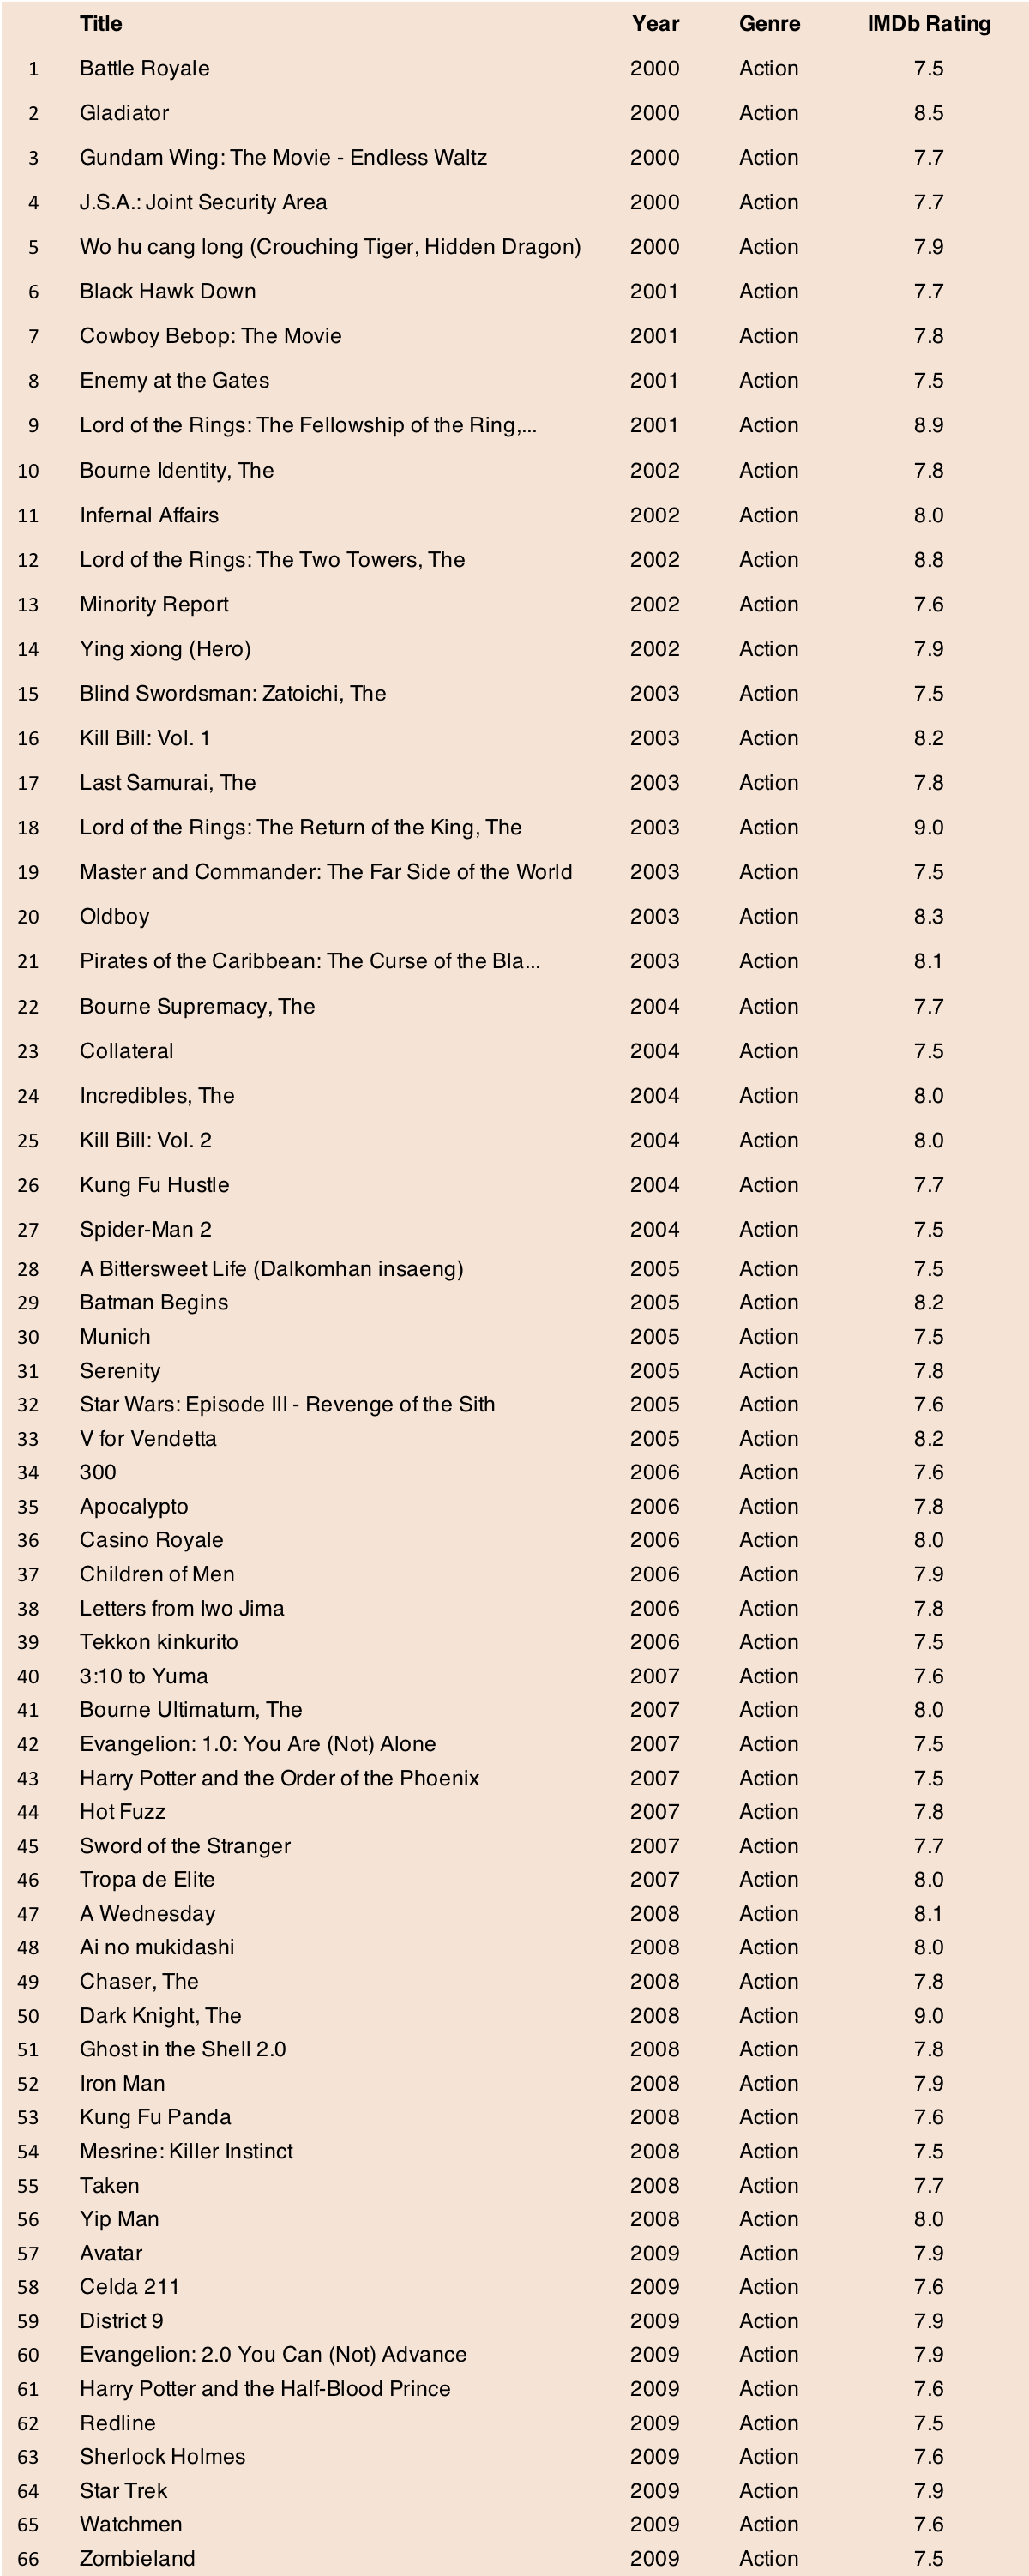 Title Year Genre IMDb Rating
1 Battle Royale 2000 Action 7.5
2 Gladiator 2000 Action 8.5
3 Gundam Wing: The Movie - Endless Waltz 2000 Action 7.7
4 J.S.A.: Joint Security Area 2000 Action 7.7
5 Wo hu cang long (Crouching Tiger, Hidden Dragon) 2000 Action 7.9
6 Black Hawk Down 2001 Action 7.7
7 Cowboy Bebop: The Movie 2001 Action 7.8
8 Enemy at the Gates 2001 Action 7.5
9 Lord of the Rings: The Fellowship of the Ring,... 2001 Action 8.9
10 Bourne Identity, The 2002 Action 7.8
11 Infernal Affairs 2002 Action 8.0
12 Lord of the Rings: The Two Towers, The 2002 Action 8.8
13 Minority Report 2002 Action 7.6
14 Ying xiong (Hero) 2002 Action 7.9
15 Blind Swordsman: Zatoichi, The 2003 Action 7.5
16 Kill Bill: Vol. 1 2003 Action 8.2
17 Last Samurai, The 2003 Action 7.8
18 Lord of the Rings: The Return of the King, The 2003 Action 9.0
19 Master and Commander: The Far Side of the World 2003 Action 7.5
20 Oldboy 2003 Action 8.3
21 Pirates of the Caribbean: The Curse of the Bla... 2003 Action 8.1
22 Bourne Supremacy, The 2004 Action 7.7
23 Collateral 2004 Action 7.5
24 Incredibles, The 2004 Action 8.0
25 Kill Bill: Vol. 2 2004 Action 8.0
26 Kung Fu Hustle 2004 Action 7.7
27 Spider-Man 2 2004 Action 7.5
28 A Bittersweet Life (Dalkomhan insaeng) 2005 Action 7.5
29 Batman Begins 2005 Action 8.2
30 Munich 2005 Action 7.5
31 Serenity 2005 Action 7.8
32 Star Wars: Episode III - Revenge of the Sith 2005 Action 7.6
33 V for Vendetta 2005 Action 8.2
34 300 2006 Action 7.6
35 Apocalypto 2006 Action 7.8
36 Casino Royale 2006 Action 8.0
37 Children of Men 2006 Action 7.9
38 Letters from Iwo Jima 2006 Action 7.8
39 Tekkon kinkurito 2006 Action 7.5
40 3:10 to Yuma 2007 Action 7.6
41 Bourne Ultimatum, The 2007 Action 8.0
42 Evangelion: 1.0: You Are (Not) Alone 2007 Action 7.5
43 Harry Potter and the Order of the Phoenix 2007 Action 7.5
44 Hot Fuzz 2007 Action 7.8
45 Sword of the Stranger 2007 Action 7.7
46 Tropa de Elite 2007 Action 8.0
47 A Wednesday 2008 Action 8.1
48 Ai no mukidashi 2008 Action 8.0
49 Chaser, The 2008 Action 7.8
50 Dark Knight, The 2008 Action 9.0
51 Ghost in the Shell 2.0 2008 Action 7.8
52 Iron Man 2008 Action 7.9
53 Kung Fu Panda 2008 Action 7.6
54 Mesrine: Killer Instinct 2008 Action 7.5
55 Taken 2008 Action 7.7
56 Yip Man 2008 Action 8.0
57 Avatar 2009 Action 7.9
58 Celda 211 2009 Action 7.6
59 District 9 2009 Action 7.9
60 Evangelion: 2.0 You Can (Not) Advance 2009 Action 7.9
61 Harry Potter and the Half-Blood Prince 2009 Action 7.6
62 Redline 2009 Action 7.5
63 Sherlock Holmes 2009 Action 7.6
64 Star Trek 2009 Action 7.9
65 Watchmen 2009 Action 7.6
66 Zombieland 2009 Action 7.5